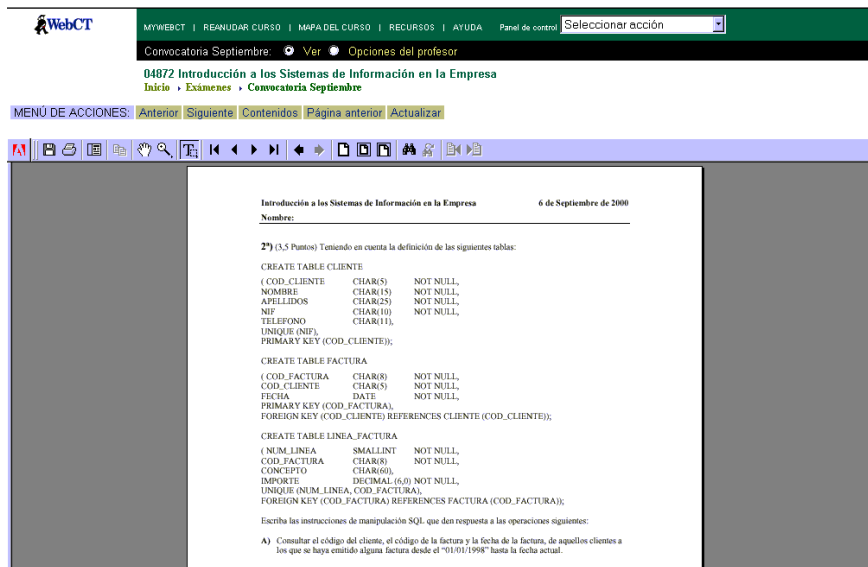 WebCT
MYWEBCT | REANUDAR CURSO | MAPA DEL CURSO | RECURSOS | AYUDA Panel de control Seleccionar acción
Convocatoria Septiembre: Ver Opciones del profesor
04872 Introducción a los Sistemas de Información en la Empresa
Inicio › Exámenes › Convocatoria Septiembre
MENÚ DE ACCIONES: Anterior Siguiente Contenidos Página anterior Actualizar
Introducción a los Sistemas de Información en la Empresa 6 de Septiembre de 2000
Nombre:
2ª) (3,5 Puntos) Teniendo en cuenta la definición de las siguientes tablas:
CREATE TABLE CLIENTE
( COD_CLIENTE CHAR(5) NOT NULL,
NOMBRE CHAR(15) NOT NULL,
APELLIDOS CHAR(25) NOT NULL,
NIF CHAR(10) NOT NULL,
TELEFONO CHAR(11),
UNIQUE (NIF),
PRIMARY KEY (COD_CLIENTE));
CREATE TABLE FACTURA
( COD_FACTURA CHAR(8) NOT NULL,
COD_CLIENTE CHAR(5) NOT NULL,
FECHA DATE NOT NULL,
PRIMARY KEY (COD_FACTURA),
FOREIGN KEY (COD_CLIENTE) REFERENCES CLIENTE (COD_CLIENTE));
CREATE TABLE LINEA_FACTURA
( NUM_LINEA SMALLINT NOT NULL,
COD_FACTURA CHAR(8) NOT NULL,
CONCEPTO CHAR(60),
IMPORTE DECIMAL (6,0) NOT NULL,
UNIQUE (NUM_LINEA, COD_FACTURA),
FOREIGN KEY (COD_FACTURA) REFERENCES FACTURA (COD_FACTURA));
Escriba las instrucciones de manipulación SQL que den respuesta a las operaciones siguientes:
A) Consultar el código del cliente, el código de la factura y la fecha de la factura, de aquellos clientes a
los que se haya emitido alguna factura desde el "01/01/1998" hasta la fecha actual.